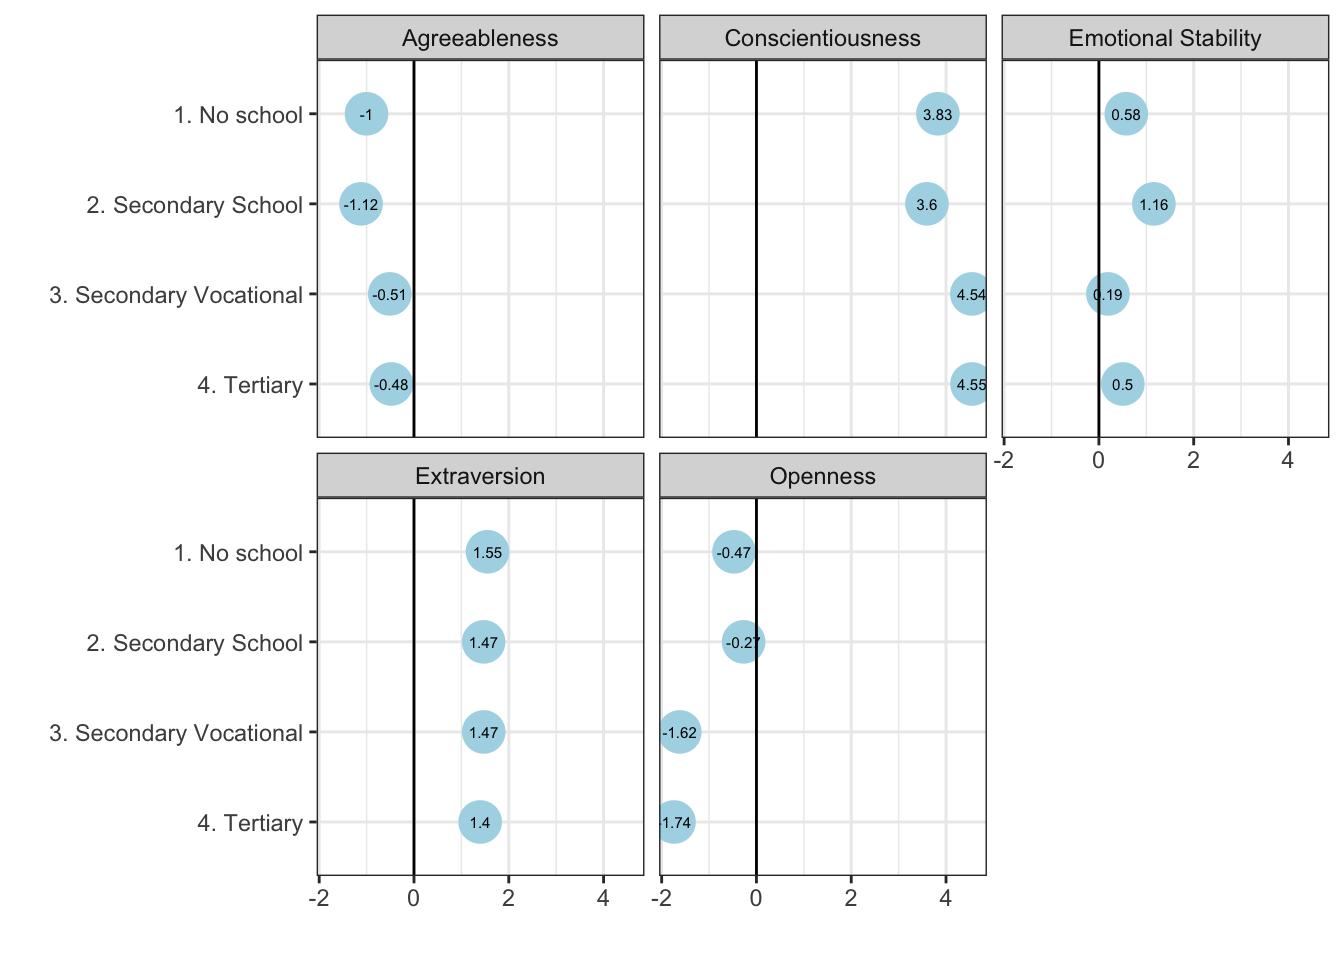 Agreeableness Conscientiousness Emotional Stability
1. No school -1 3.83 0.58
2. Secondary School -1.12 3.6 1.16
3. Secondary Vocational -0.51 4.54 0.19
4. Tertiary -0.48 4.55 0.5
-2 0 2 4
Extraversion Openness
1. No school 1.55 -0.47
2. Secondary School 1.47 -0.27
3. Secondary Vocational 1.47 -1.62
4. Tertiary 1.4 -1.74
-2 0 2 4 -2 0 2 4